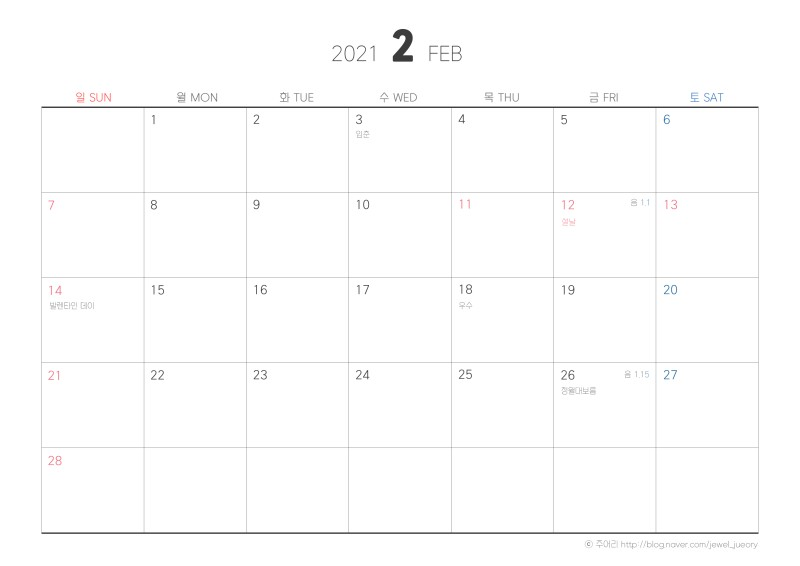 2021 2 FEB
일 SUN 월 MON 화 TUE 수 WED 목 THU 금 FRI 토 SAT
1 2 3 4 5 6
입춘
7 8 9 10 11 12 음 1.1 13
설날
14 15 16 17 18 19 20
발렌타인 데이 우수
21 22 23 24 25 26 음 1.15 27
정월대보름
28
ⓒ 주어리 http://blog.naver.com/jewel_jueory